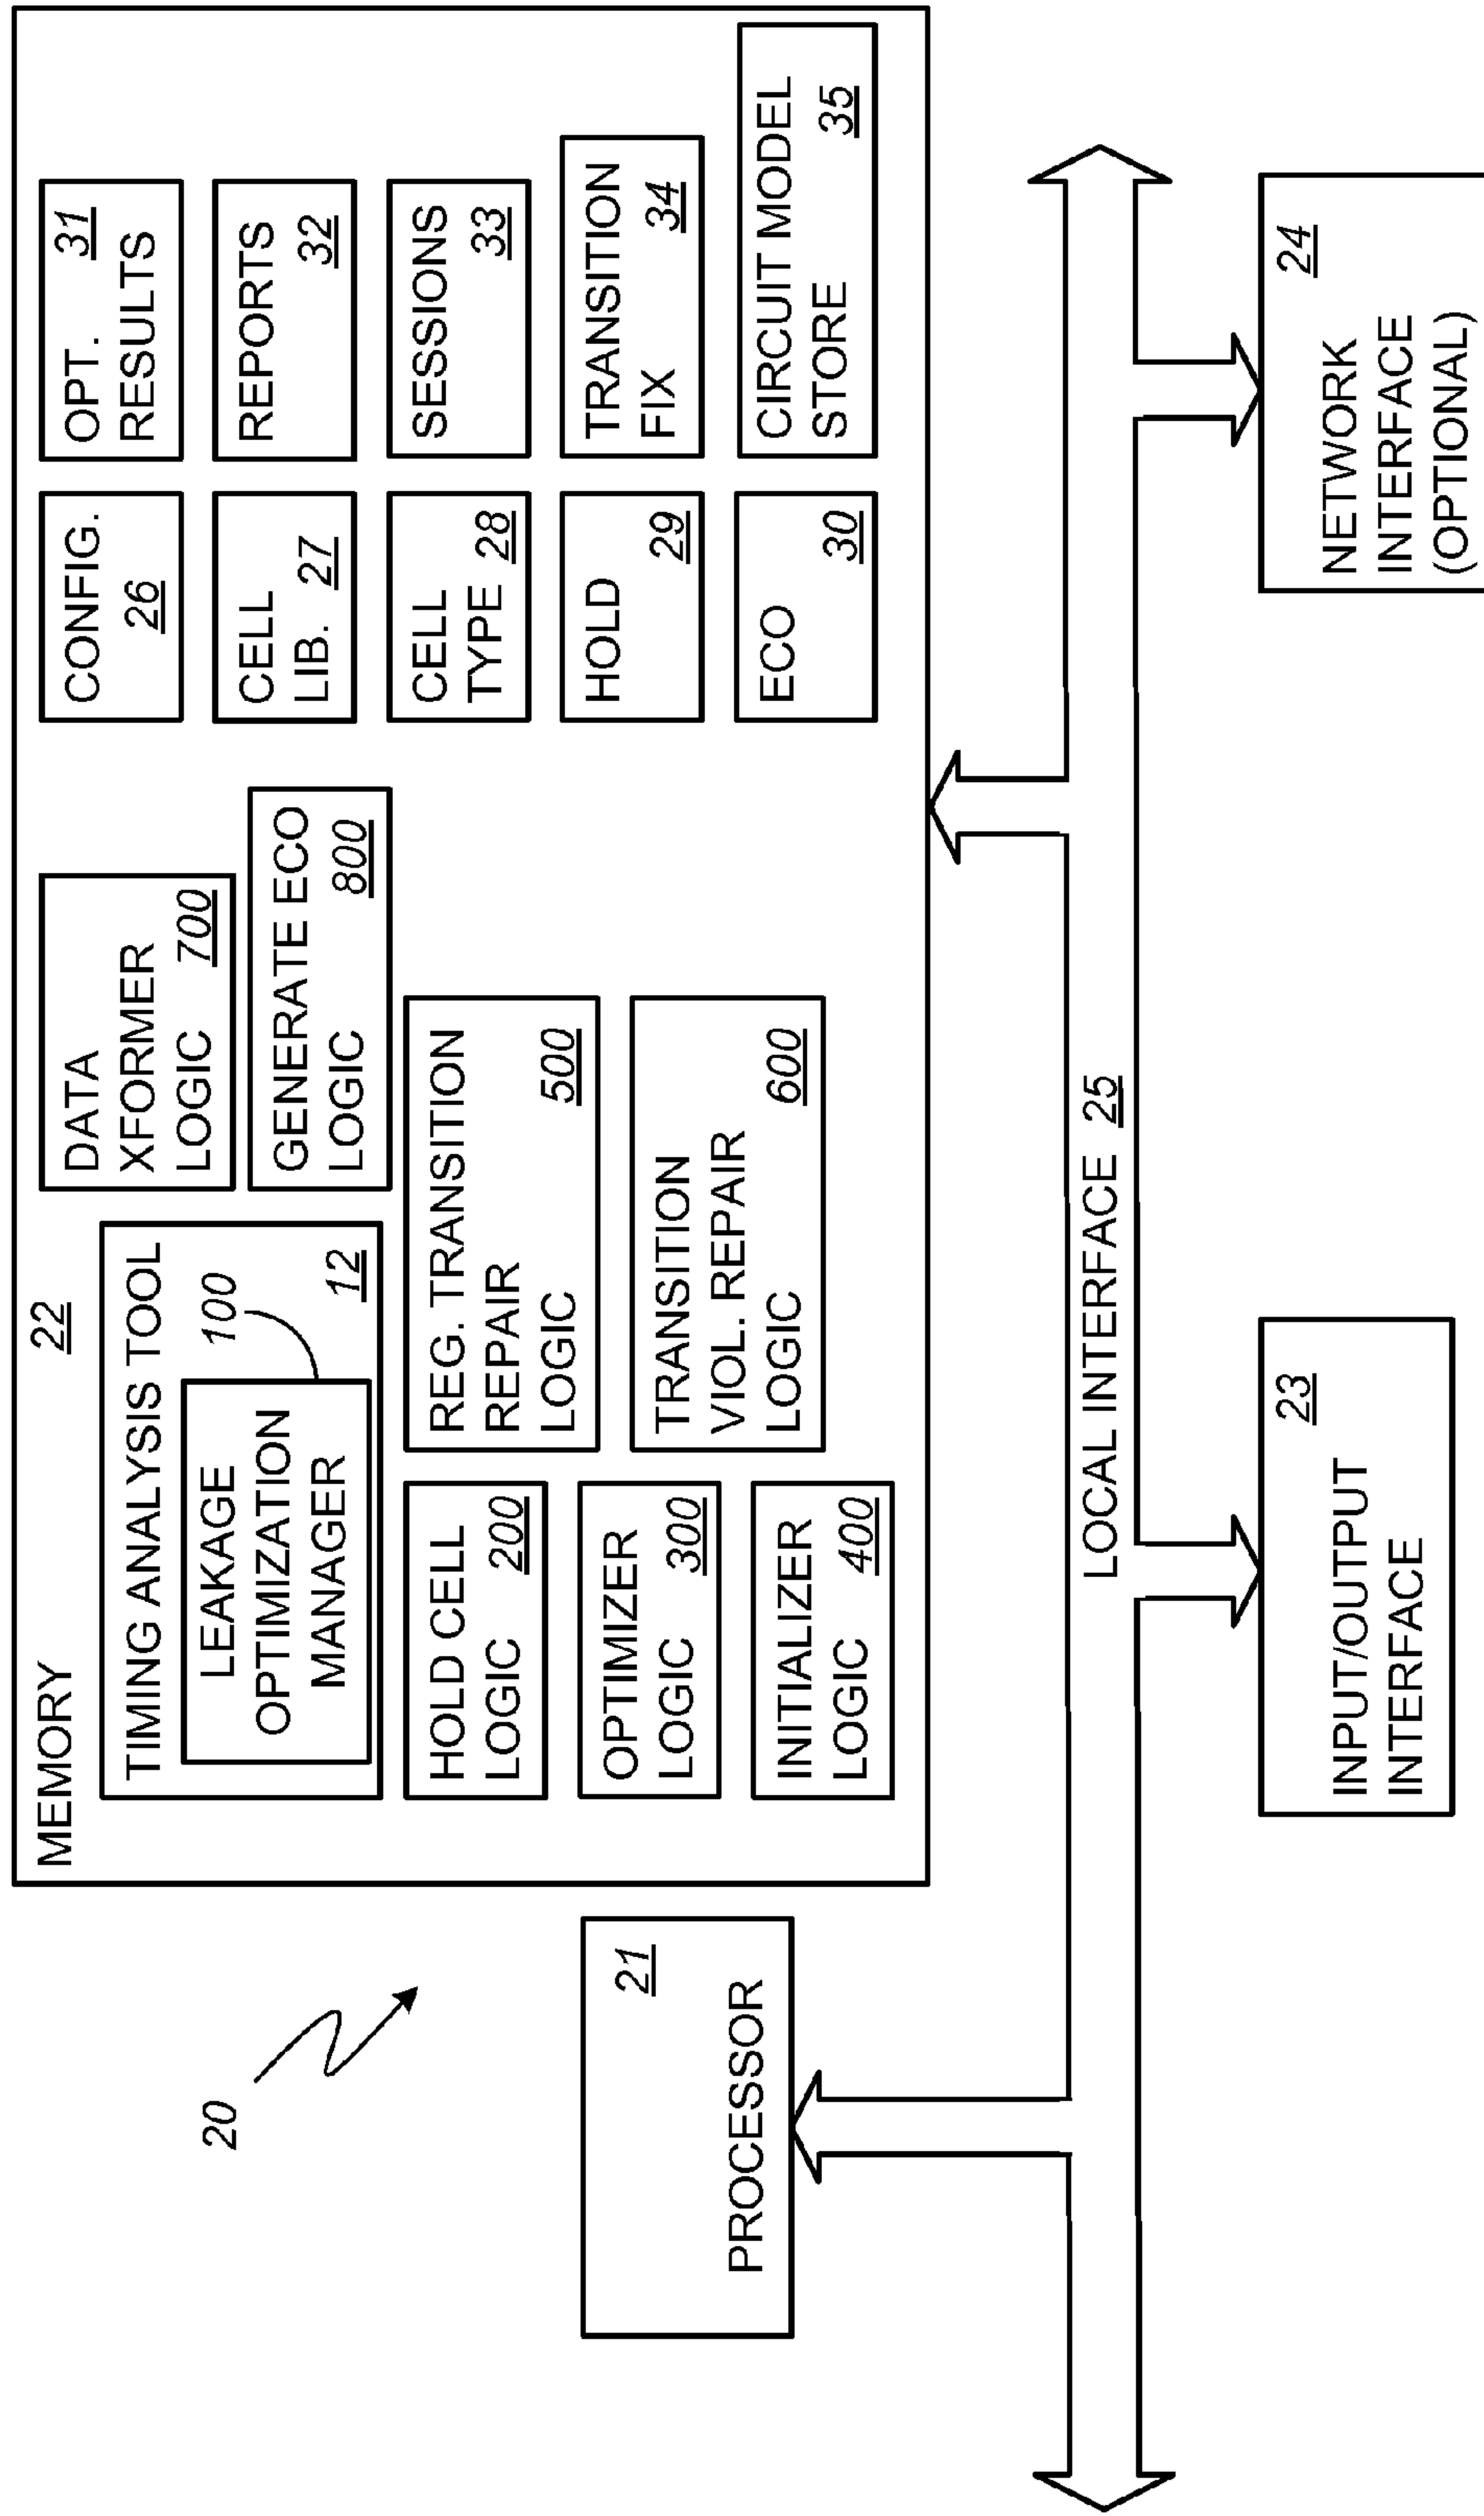 20
MEMORY
22
TIMING ANALYSIS TOOL
LEAKAGE
OPTIMIZATION
MANAGER
100
12
HOLD CELL
LOGIC 200
OPTIMIZER
LOGIC 300
INITIALIZER
LOGIC 400
DATA
XFORMER
LOGIC 700
GENERATE ECO
LOGIC 800
REG. TRANSITION
REPAIR
LOGIC 500
TRANSITION
VIOL. REPAIR
LOGIC 600
CONFIG.
26
CELL
LIB. 27
CELL
TYPE 28
HOLD
29
ECO
30
OPT. 31
RESULTS
REPORTS
32
SESSIONS
33
TRANSITION
FIX 34
CIRCUIT MODEL
STORE 35
21
PROCESSOR
LOCAL INTERFACE 25
23
INPUT/OUTPUT
INTERFACE
24
NETWORK
INTERFACE
(OPTIONAL)